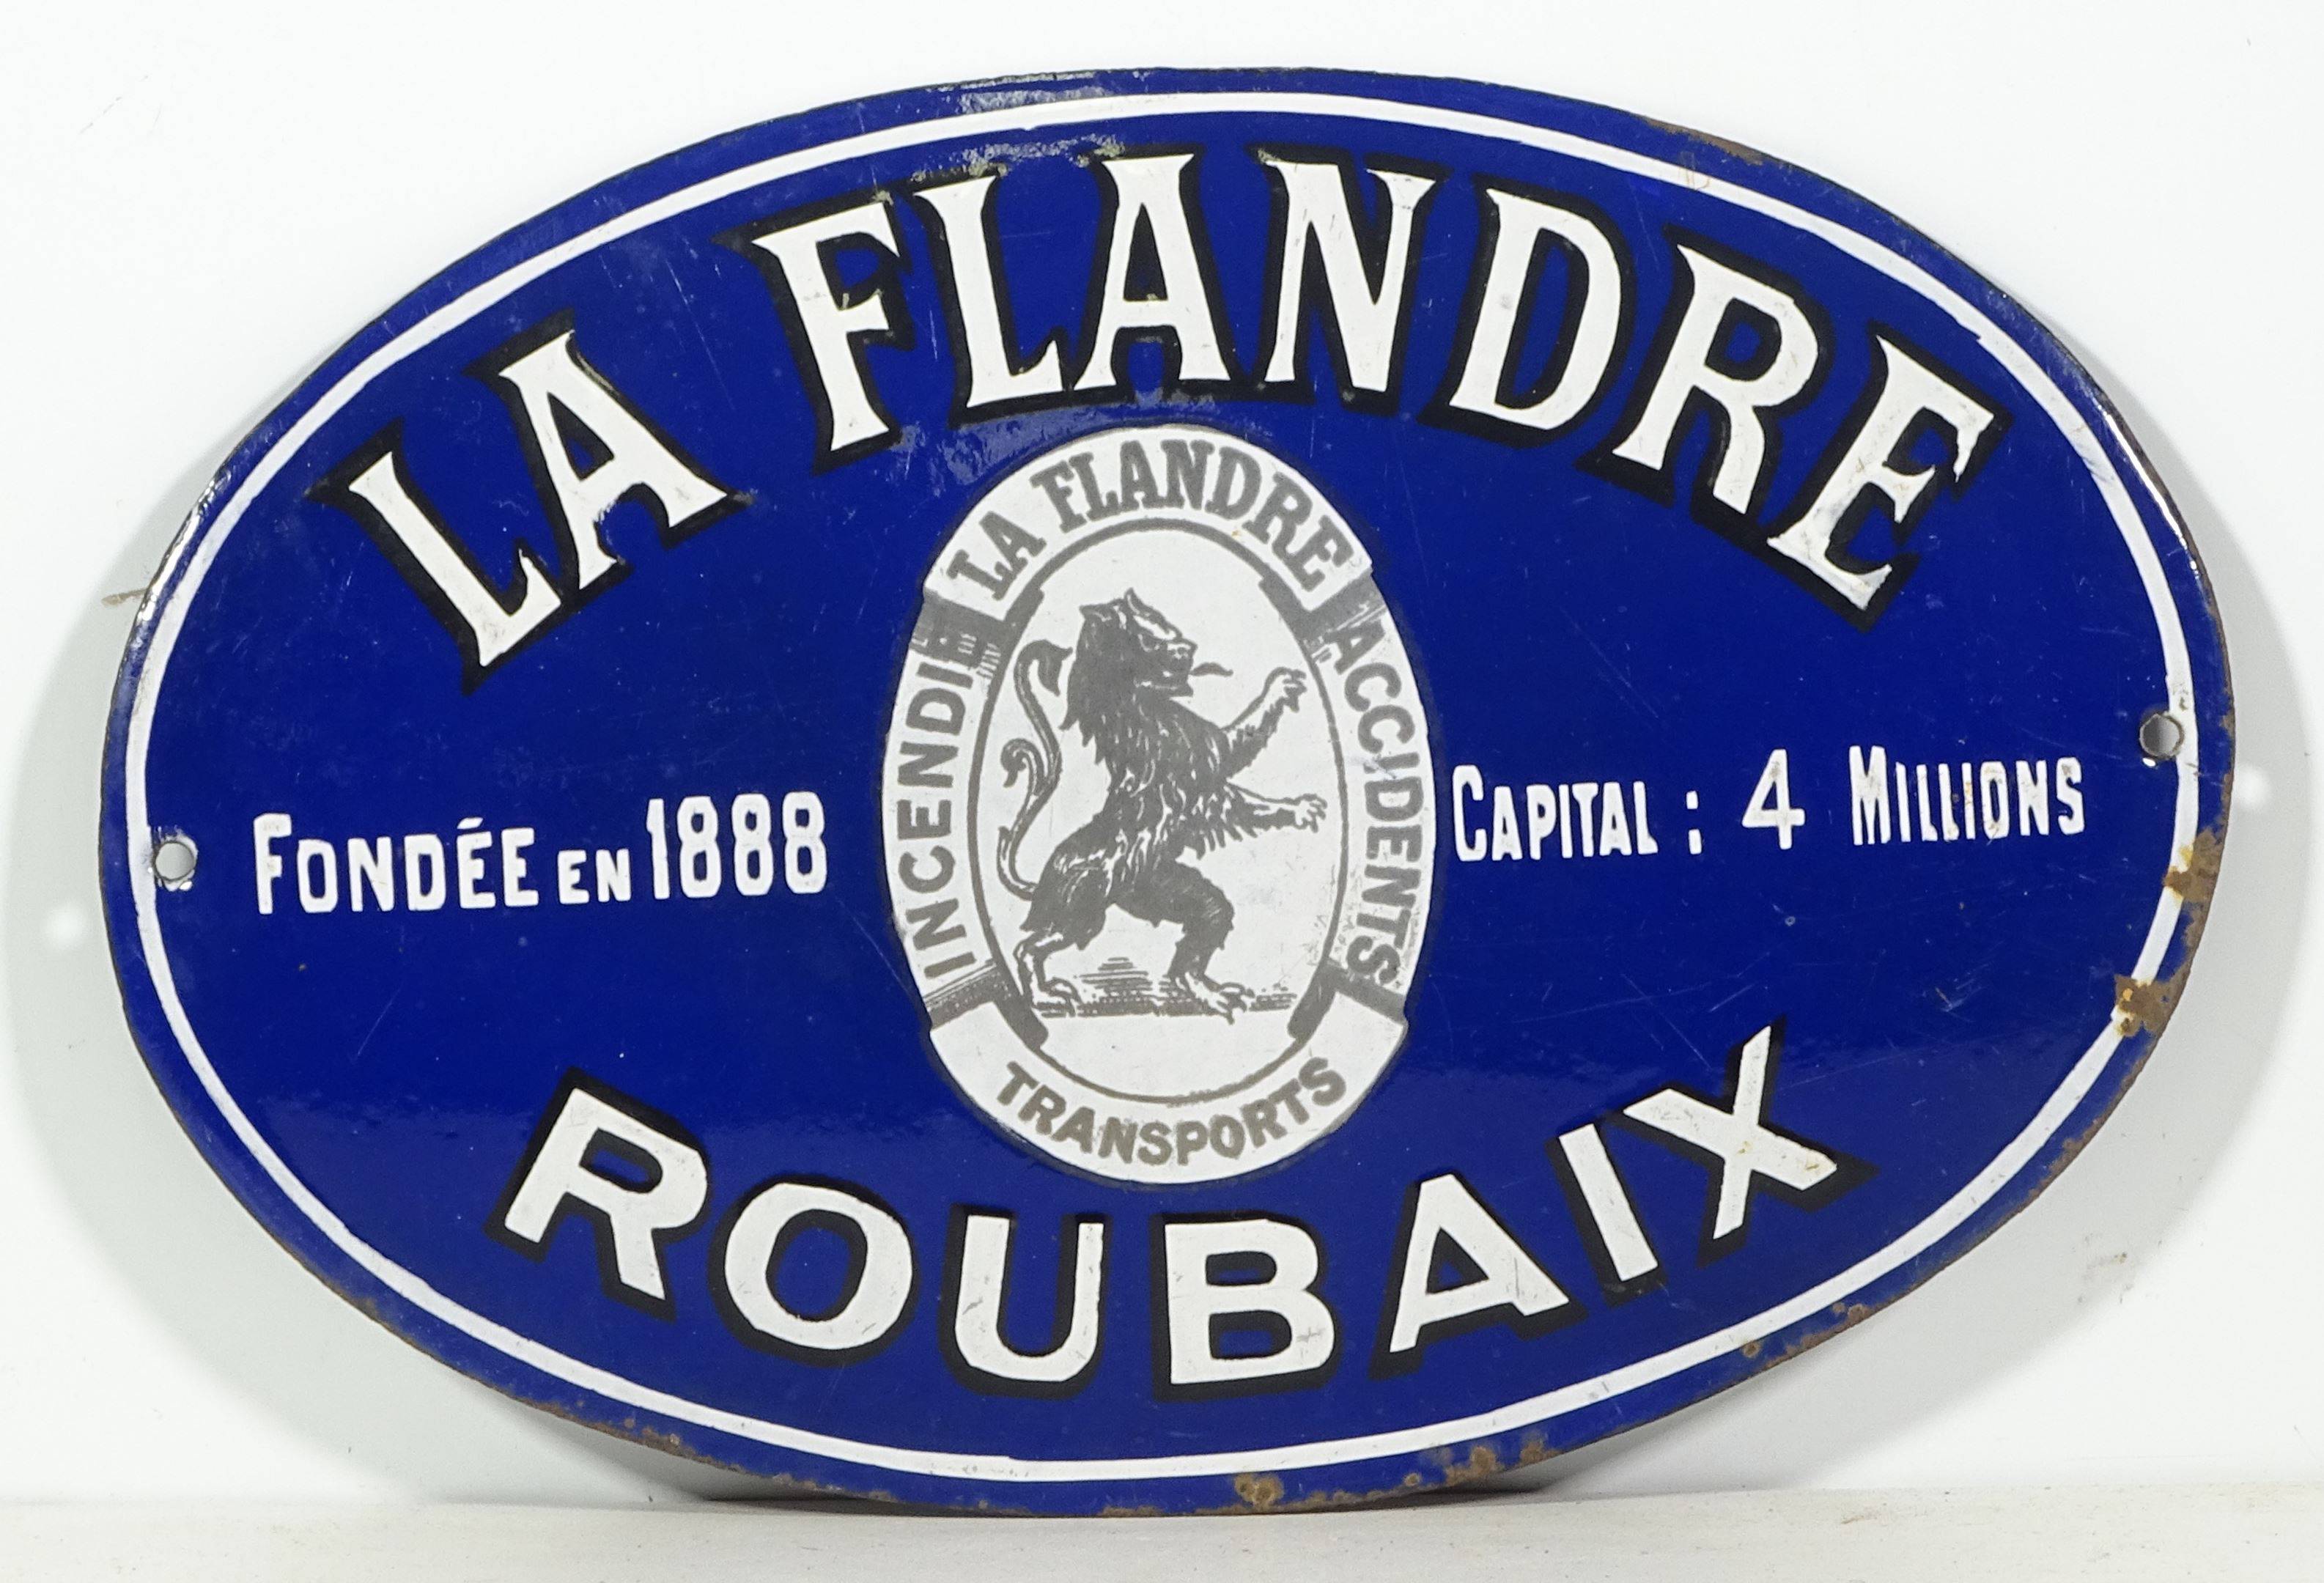 LA FLANDRE
LA FLANDRE
INCENDIE
ACCIDENTS
TRANSPORTS
FONDÉE EN 1888
CAPITAL : 4 MILLIONS
ROUBAIX